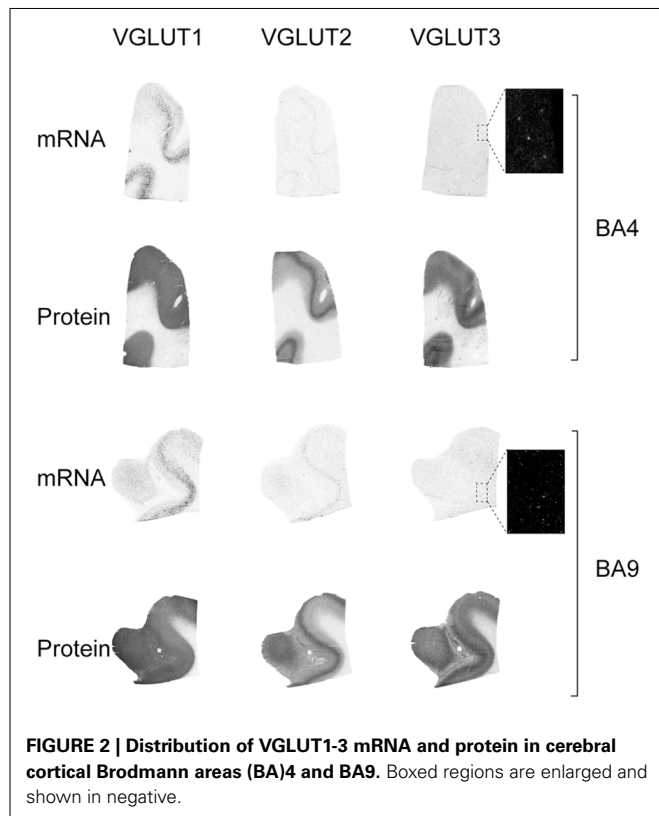 VGLUT1 VGLUT2 VGLUT3
mRNA
BA4
Protein
mRNA
BA9
Protein
FIGURE 2 | Distribution of VGLUT1-3 mRNA and protein in cerebral
cortical Brodmann areas (BA)4 and BA9. Boxed regions are enlarged and
shown in negative.